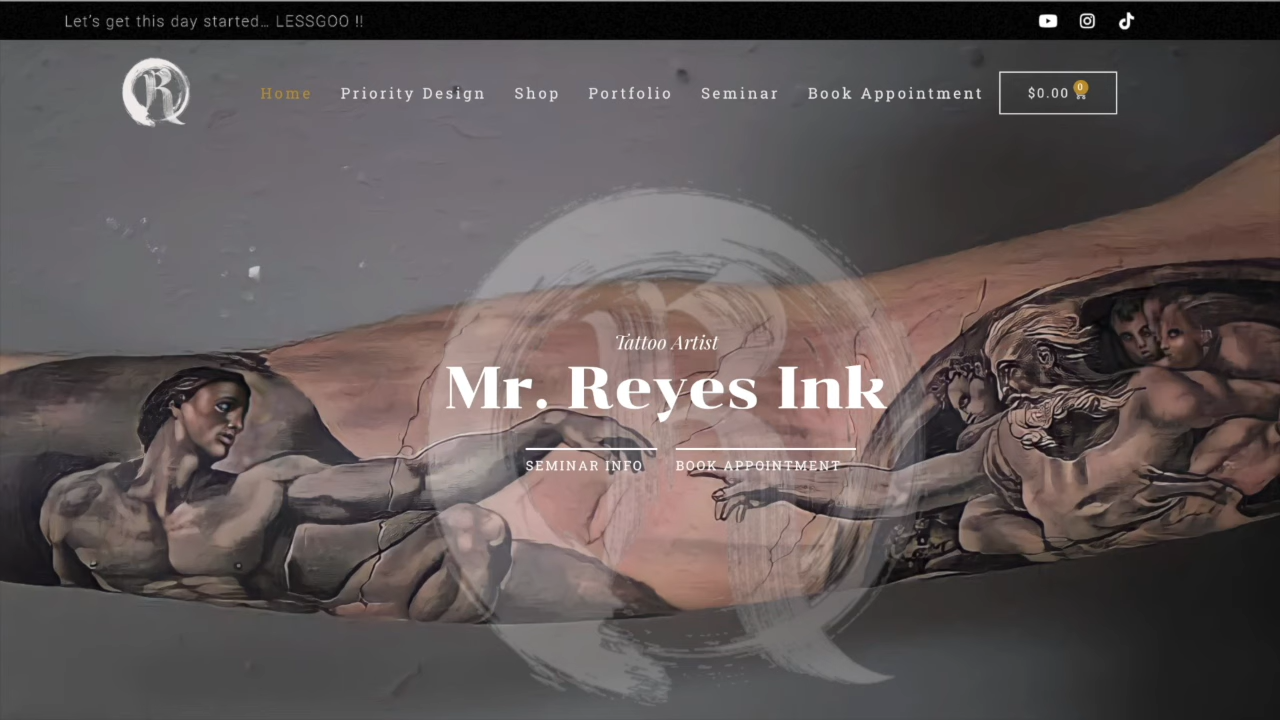 Let's get this day started... LESSGOO !!
R
Home Priority Design Shop Portfolio Seminar Book Appointment $0.00 0
Tattoo Artist
Mr. Reyes Ink
SEMINAR INFO BOOK APPOINTMENT